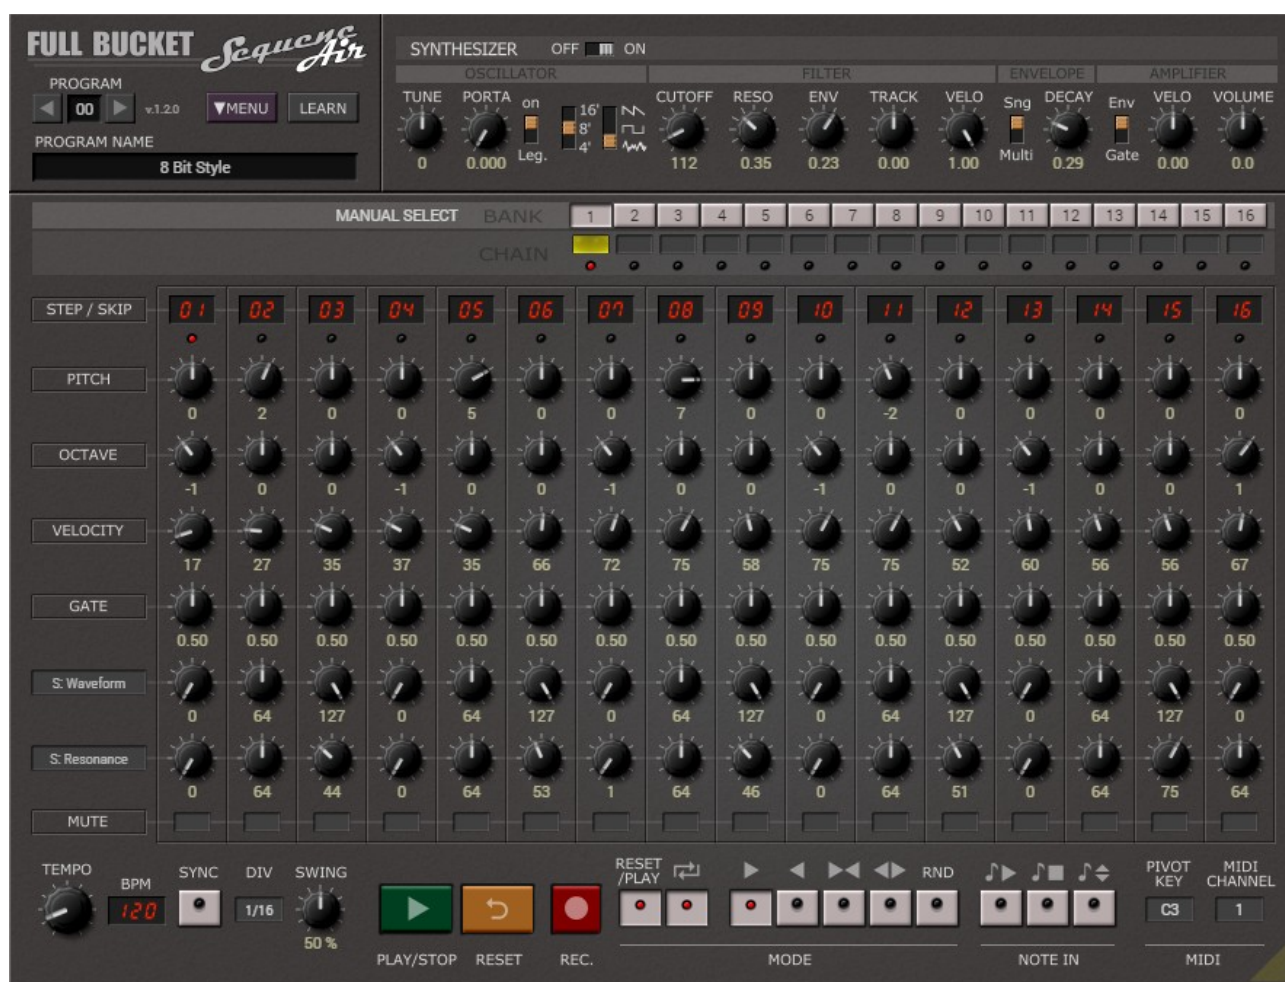 FULL BUCKET SequencAir
SYNTHESIZER OFF ON
PROGRAM
OSCILLATOR FILTER ENVELOPE AMPLIFIER
00 v.1.2.0 ▼MENU LEARN
TUNE PORTA on 16' CUTOFF RESO ENV TRACK VELO Sng DECAY Env VELO VOLUME
8'
PROGRAM NAME
Leg. 4' Multi Gate
0 0.000 112 0.35 0.23 0.00 1.00 0.29 0.00 0.0
8 Bit Style
MANUAL SELECT BANK 1 2 3 4 5 6 7 8 9 10 11 12 13 14 15 16
CHAIN
STEP / SKIP 01 02 03 04 05 06 07 08 09 10 11 12 13 14 15 16
PITCH
0 2 0 0 5 0 0 7 0 0 -2 0 0 0 0 0
OCTAVE
-1 0 0 -1 0 0 -1 0 0 -1 0 0 -1 0 0 1
VELOCITY
17 27 35 37 35 66 72 75 58 75 75 52 60 56 56 67
GATE
0.50 0.50 0.50 0.50 0.50 0.50 0.50 0.50 0.50 0.50 0.50 0.50 0.50 0.50 0.50 0.50
S: Waveform
0 64 127 0 64 127 0 64 127 0 64 127 0 64 127 0
S: Resonance
0 64 44 0 64 53 1 64 46 0 64 51 0 64 75 64
MUTE
TEMPO BPM SYNC DIV SWING RESET /PLAY RND PIVOT KEY MIDI CHANNEL
120 1/16 C3 1
50 %
PLAY/STOP RESET REC. MODE NOTE IN MIDI